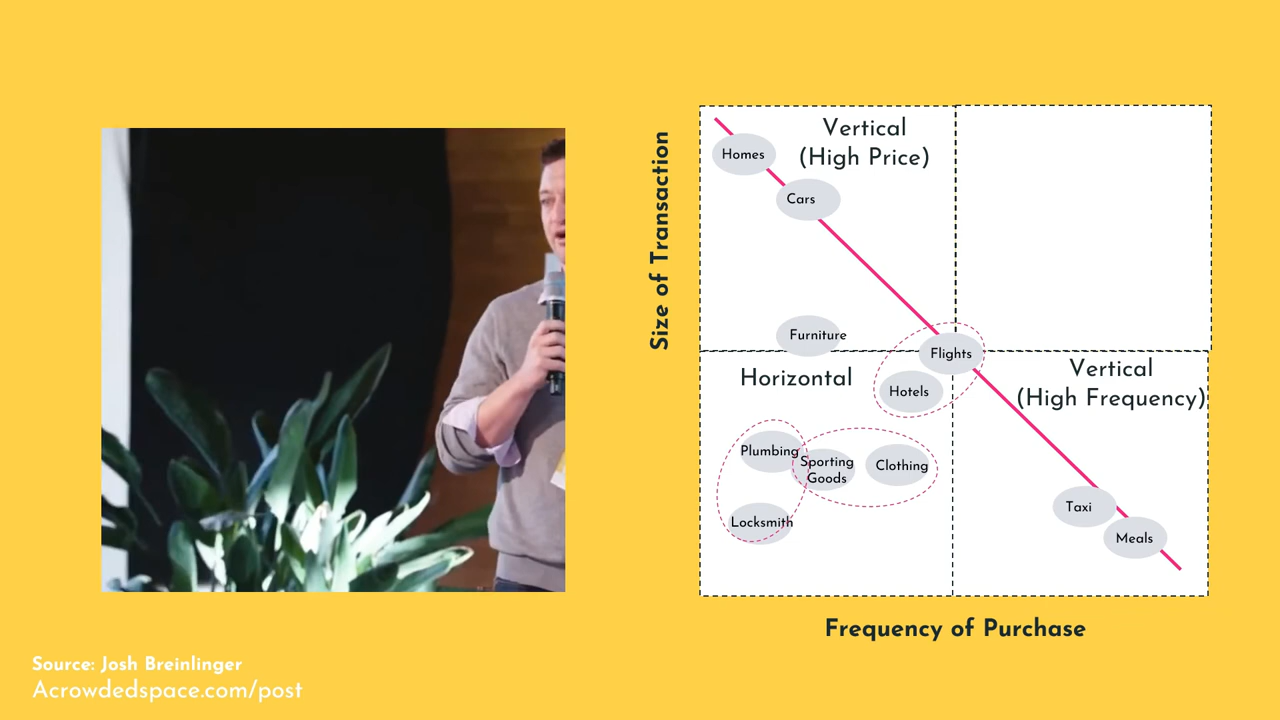 Size of Transaction
Vertical
(High Price)
Homes
Cars
Furniture
Flights
Hotels
Horizontal
Vertical
(High Frequency)
Plumbing
Sporting
Goods
Clothing
Locksmith
Taxi
Meals
Frequency of Purchase
Source: Josh Breinlinger
Acrowdedspace.com/post